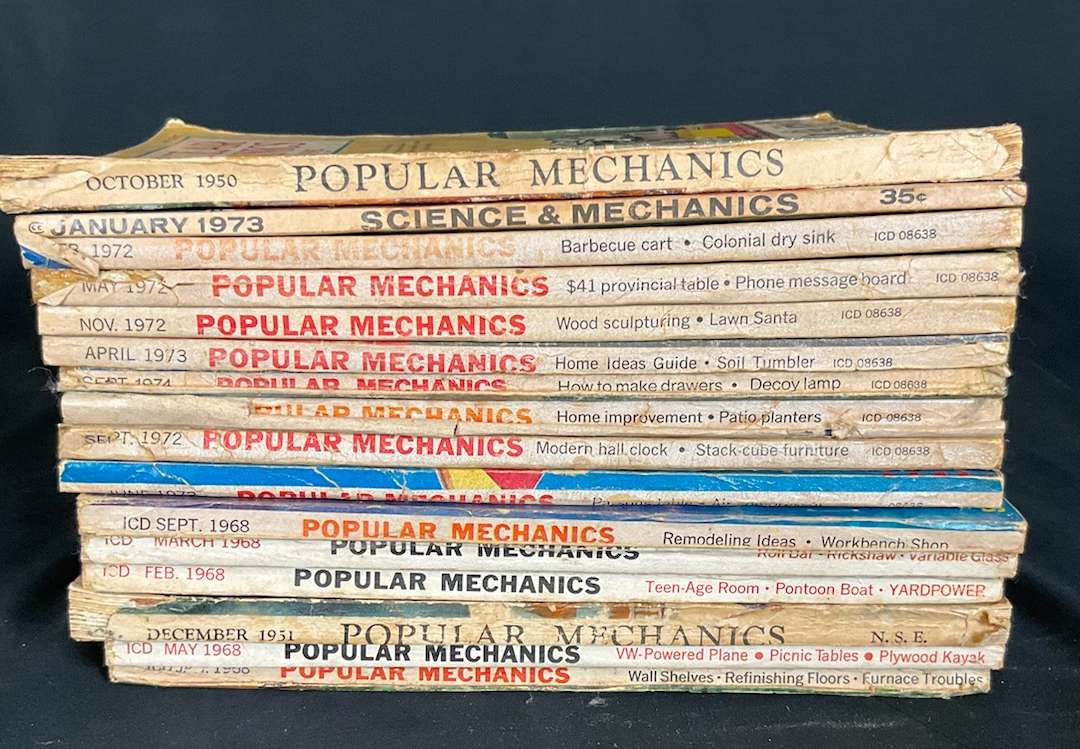 OCTOBER 1950 POPULAR MECHANICS
JANUARY 1973 SCIENCE & MECHANICS 35¢
1972 POPULAR MECHANICS Barbecue cart • Colonial dry sink ICD 08638
MAY 1972 POPULAR MECHANICS $41 provincial table • Phone message board ICD 08638
NOV. 1972 POPULAR MECHANICS Wood sculpturing • Lawn Santa ICD 08638
APRIL 1973 POPULAR MECHANICS Home Ideas Guide • Soil Tumbler ICD 08638
SEPT. 1974 POPULAR MECHANICS How to make drawers • Decoy lamp ICD 08638
POPULAR MECHANICS Home improvement • Patio planters ICD 08638
SEPT. 1972 POPULAR MECHANICS Modern hall clock • Stack-cube furniture ICD 08638
POPULAR MECHANICS
ICD SEPT. 1968 POPULAR MECHANICS Remodeling Ideas • Workbench Shop
ICD MARCH 1968 POPULAR MECHANICS Roll Bar - Rickshaw - Variable Glass
ICD FEB. 1968 POPULAR MECHANICS Teen-Age Room • Pontoon Boat • YARDPOWER
DECEMBER 1951 POPULAR MECHANICS N. S. E.
ICD MAY 1968 POPULAR MECHANICS VW-Powered Plane • Picnic Tables • Plywood Kayak
1968 POPULAR MECHANICS Wall Shelves • Refinishing Floors • Furnace Troubles